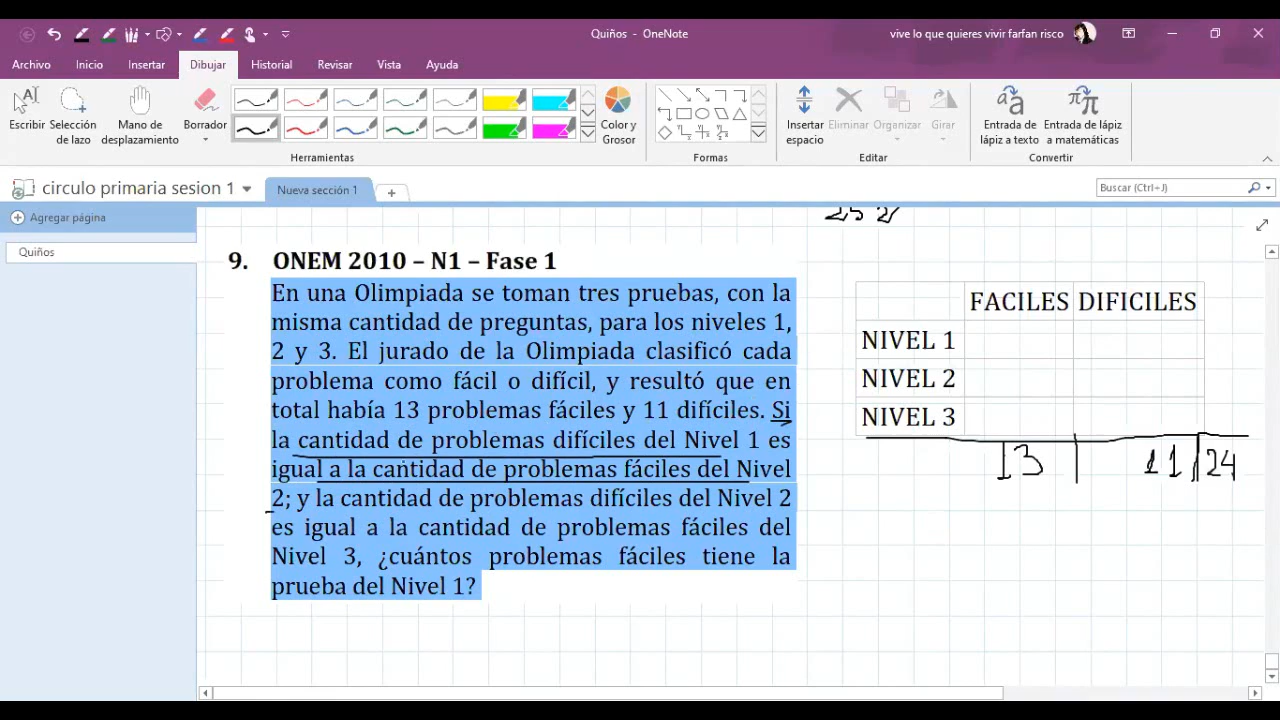 Quiños - OneNote
vive lo que quieres vivir farfan risco
Archivo Inicio Insertar Dibujar Historial Revisar Vista Ayuda
Escribir Selección de lazo Mano de desplazamiento Borrador Color y Grosor Insertar espacio Eliminar Organizar Girar Entrada de lápiz a texto Entrada de lápiz a matemáticas
Herramientas Formas Editar Convertir
circulo primaria sesion 1 Nueva sección 1 Buscar (Ctrl+J)
Agregar página
Quiños
9. ONEM 2010 – N1 – Fase 1
En una Olimpiada se toman tres pruebas, con la
misma cantidad de preguntas, para los niveles 1,
2 y 3. El jurado de la Olimpiada clasificó cada
problema como fácil o difícil, y resultó que en
total había 13 problemas fáciles y 11 difíciles. Si
la cantidad de problemas difíciles del Nivel 1 es
igual a la cantidad de problemas fáciles del Nivel
2; y la cantidad de problemas difíciles del Nivel 2
es igual a la cantidad de problemas fáciles del
Nivel 3, ¿cuántos problemas fáciles tiene la
prueba del Nivel 1?
FACILES DIFICILES
NIVEL 1
NIVEL 2
NIVEL 3
13 11 24